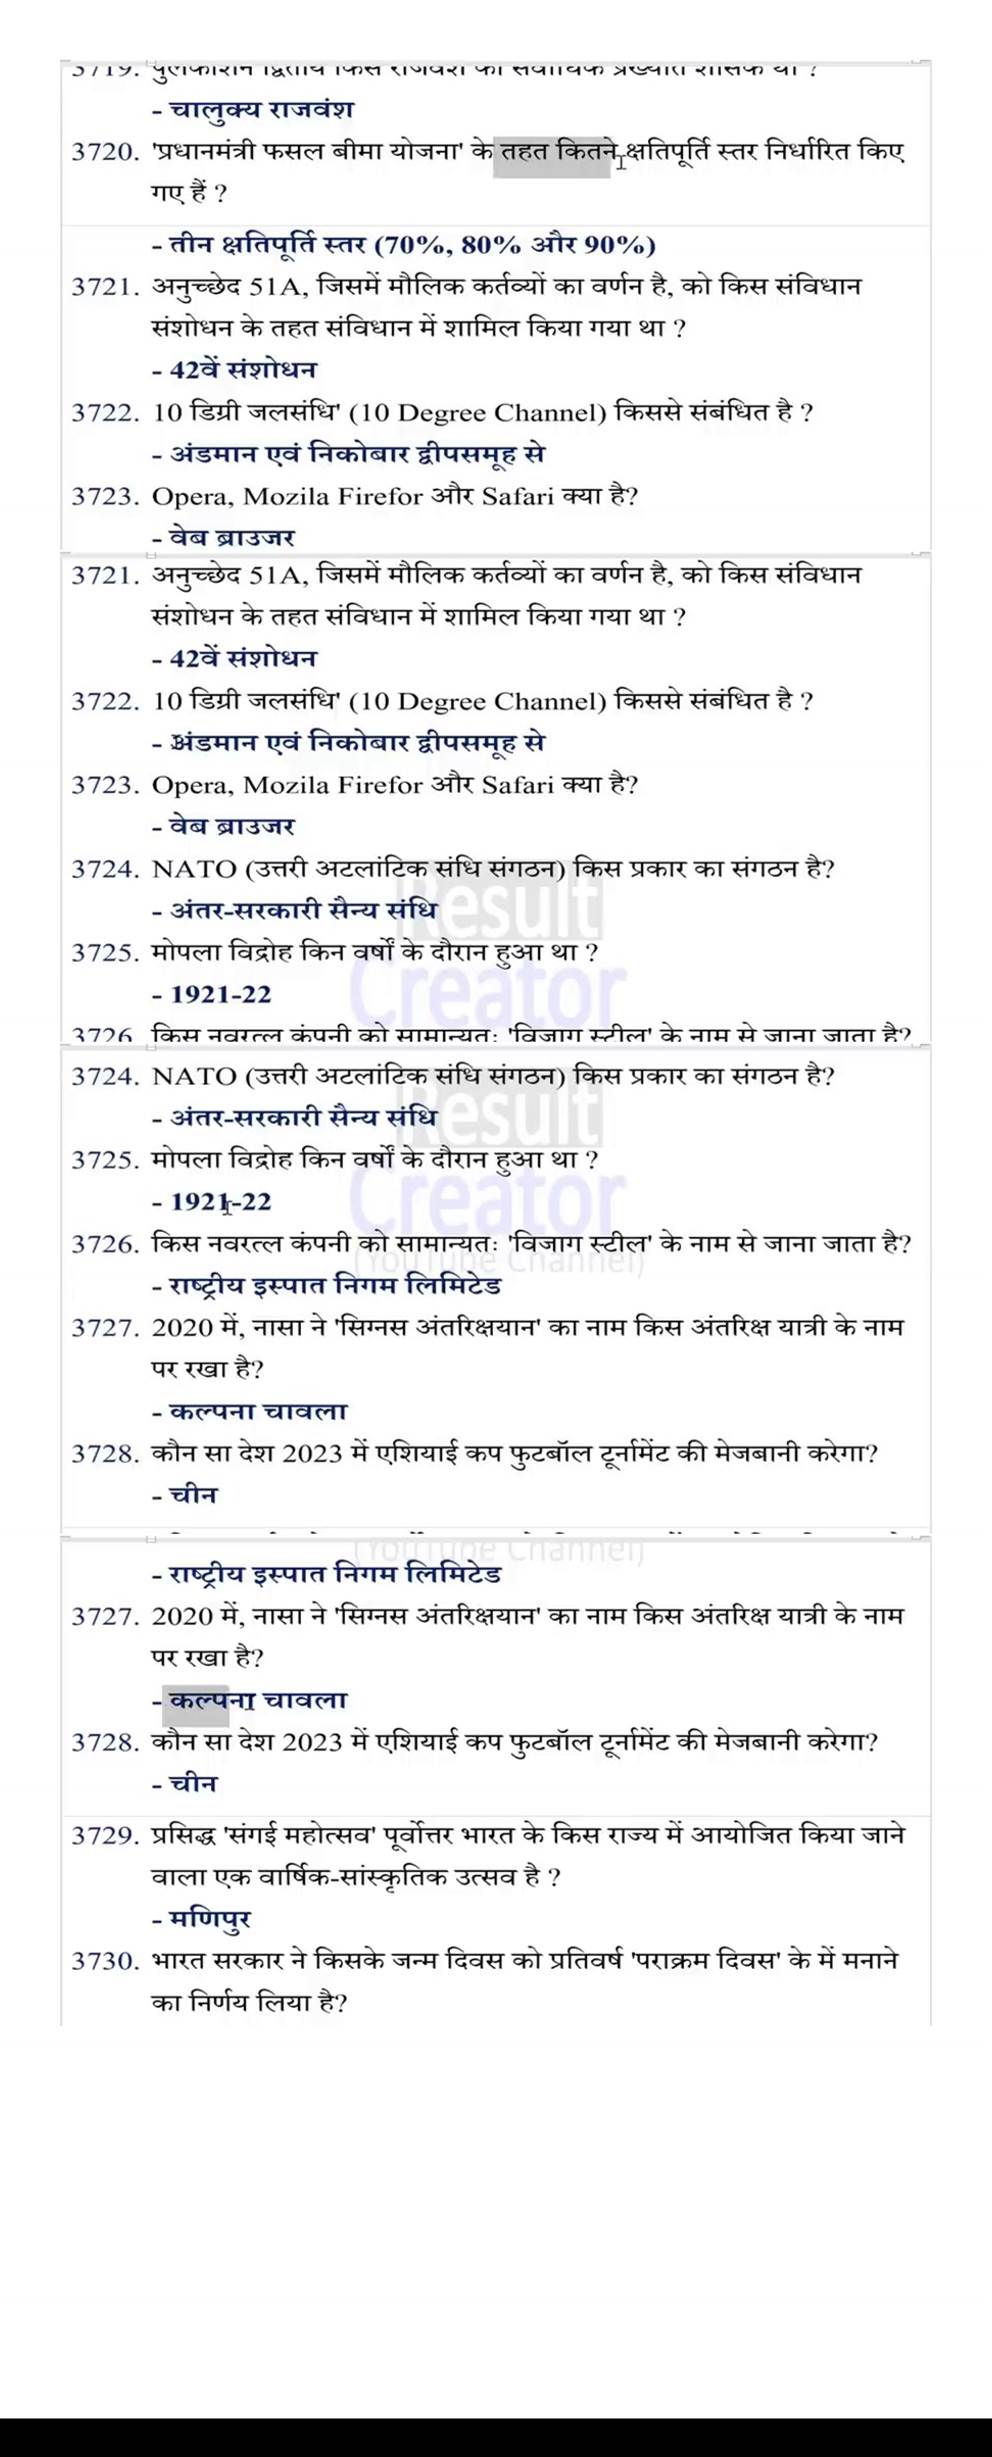 3719. पुलकेशिन द्वितीय किस राजवंश का सर्वाधिक प्रख्यात शासक था ?
- चालुक्य राजवंश
3720. 'प्रधानमंत्री फसल बीमा योजना' के तहत कितने क्षतिपूर्ति स्तर निर्धारित किए
गए हैं ?
- तीन क्षतिपूर्ति स्तर (70%, 80% और 90%)
3721. अनुच्छेद 51A, जिसमें मौलिक कर्तव्यों का वर्णन है, को किस संविधान
संशोधन के तहत संविधान में शामिल किया गया था ?
- 42वें संशोधन
3722. 10 डिग्री जलसंधि' (10 Degree Channel) किससे संबंधित है ?
- अंडमान एवं निकोबार द्वीपसमूह से
3723. Opera, Mozila Firefor और Safari क्या है?
- वेब ब्राउजर
3721. अनुच्छेद 51A, जिसमें मौलिक कर्तव्यों का वर्णन है, को किस संविधान
संशोधन के तहत संविधान में शामिल किया गया था ?
- 42वें संशोधन
3722. 10 डिग्री जलसंधि' (10 Degree Channel) किससे संबंधित है ?
- अंडमान एवं निकोबार द्वीपसमूह से
3723. Opera, Mozila Firefor और Safari क्या है?
- वेब ब्राउजर
3724. NATO (उत्तरी अटलांटिक संधि संगठन) किस प्रकार का संगठन है?
Result
- अंतर-सरकारी सैन्य संधि
3725. मोपला विद्रोह किन वर्षों के दौरान हुआ था ?
Creator
- 1921-22
3726 किस नवरत्न कंपनी को सामान्यतः 'विजाग स्टील' के नाम से जाना जाता है?
3724. NATO (उत्तरी अटलांटिक संधि संगठन) किस प्रकार का संगठन है?
Result
- अंतर-सरकारी सैन्य संधि
3725. मोपला विद्रोह किन वर्षों के दौरान हुआ था ?
Creator
- 1921-22
3726. किस नवरत्न कंपनी को सामान्यतः 'विजाग स्टील' के नाम से जाना जाता है?
(YouTube Channel)
- राष्ट्रीय इस्पात निगम लिमिटेड
3727. 2020 में, नासा ने 'सिग्नस अंतरिक्षयान' का नाम किस अंतरिक्ष यात्री के नाम
पर रखा है?
- कल्पना चावला
3728. कौन सा देश 2023 में एशियाई कप फुटबॉल टूर्नामेंट की मेजबानी करेगा?
- चीन
(YouTube Channel)
- राष्ट्रीय इस्पात निगम लिमिटेड
3727. 2020 में, नासा ने 'सिग्नस अंतरिक्षयान' का नाम किस अंतरिक्ष यात्री के नाम
पर रखा है?
- कल्पना चावला
3728. कौन सा देश 2023 में एशियाई कप फुटबॉल टूर्नामेंट की मेजबानी करेगा?
- चीन
3729. प्रसिद्ध 'संगई महोत्सव' पूर्वोत्तर भारत के किस राज्य में आयोजित किया जाने
वाला एक वार्षिक-सांस्कृतिक उत्सव है ?
- मणिपुर
3730. भारत सरकार ने किसके जन्म दिवस को प्रतिवर्ष 'पराक्रम दिवस' के में मनाने
का निर्णय लिया है?